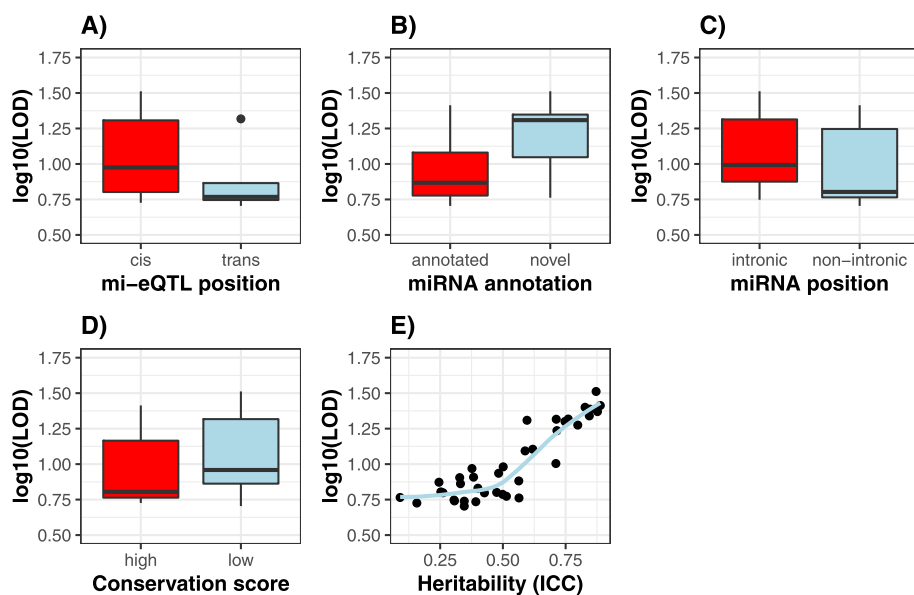 A)
1.75
1.50
1.25
1.00
0.75
0.50
log10(LOD)
cis trans
mi−eQTL position
B)
1.75
1.50
1.25
1.00
0.75
0.50
log10(LOD)
annotated novel
miRNA annotation
C)
1.75
1.50
1.25
1.00
0.75
0.50
log10(LOD)
intronic non−intronic
miRNA position
D)
1.75
1.50
1.25
1.00
0.75
0.50
log10(LOD)
high low
Conservation score
E)
1.75
1.50
1.25
1.00
0.75
0.50
log10(LOD)
0.25 0.50 0.75
Heritability (ICC)